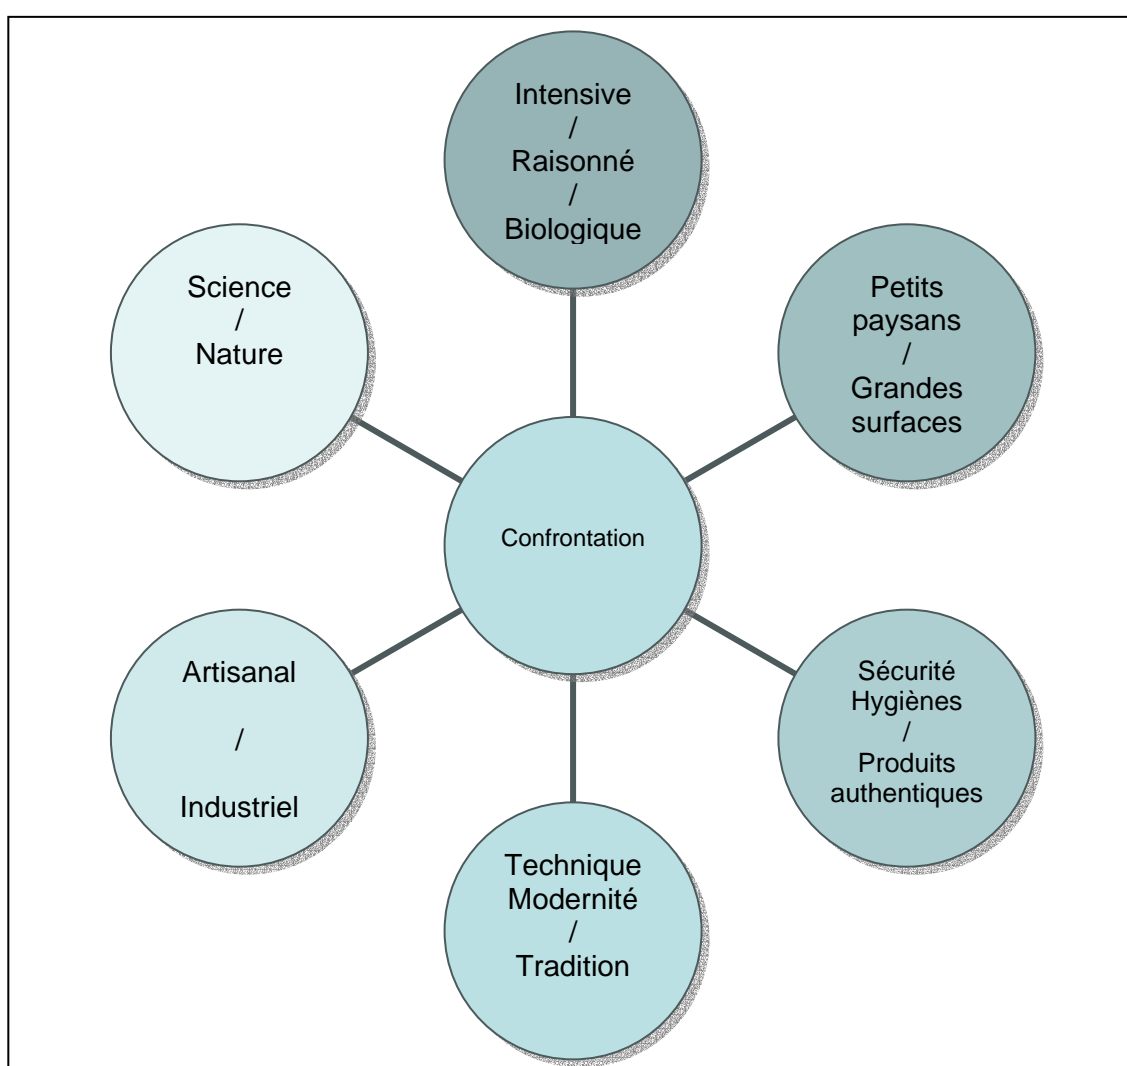 Intensive
/
Raisonné
/
Biologique
Science
/
Nature
Petits
paysans
/
Grandes
surfaces
Confrontation
Artisanal
/
Industriel
Sécurité
Hygiènes
/
Produits
authentiques
Technique
Modernité
/
Tradition